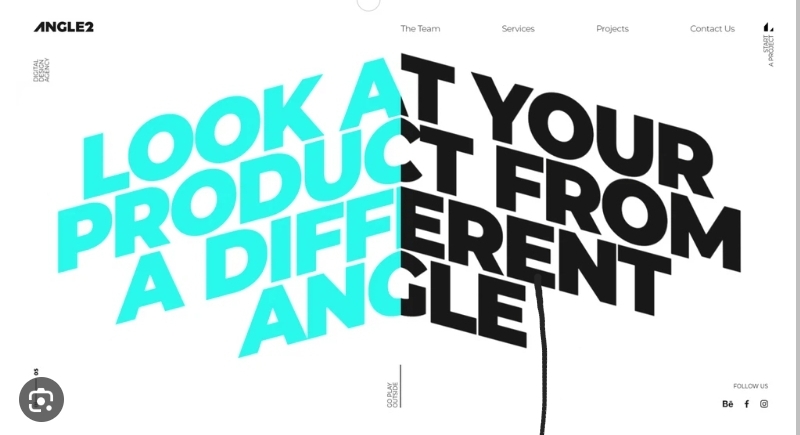 ANGLE2
The Team
Services
Projects
Contact Us
START
A PROJECT
DIGITAL
DESIGN
AGENCY
LOOK AT YOUR
PRODUCT FROM
A DIFFERENT
ANGLE
05
GO PLAY
OUTSIDE
FOLLOW US
Bē